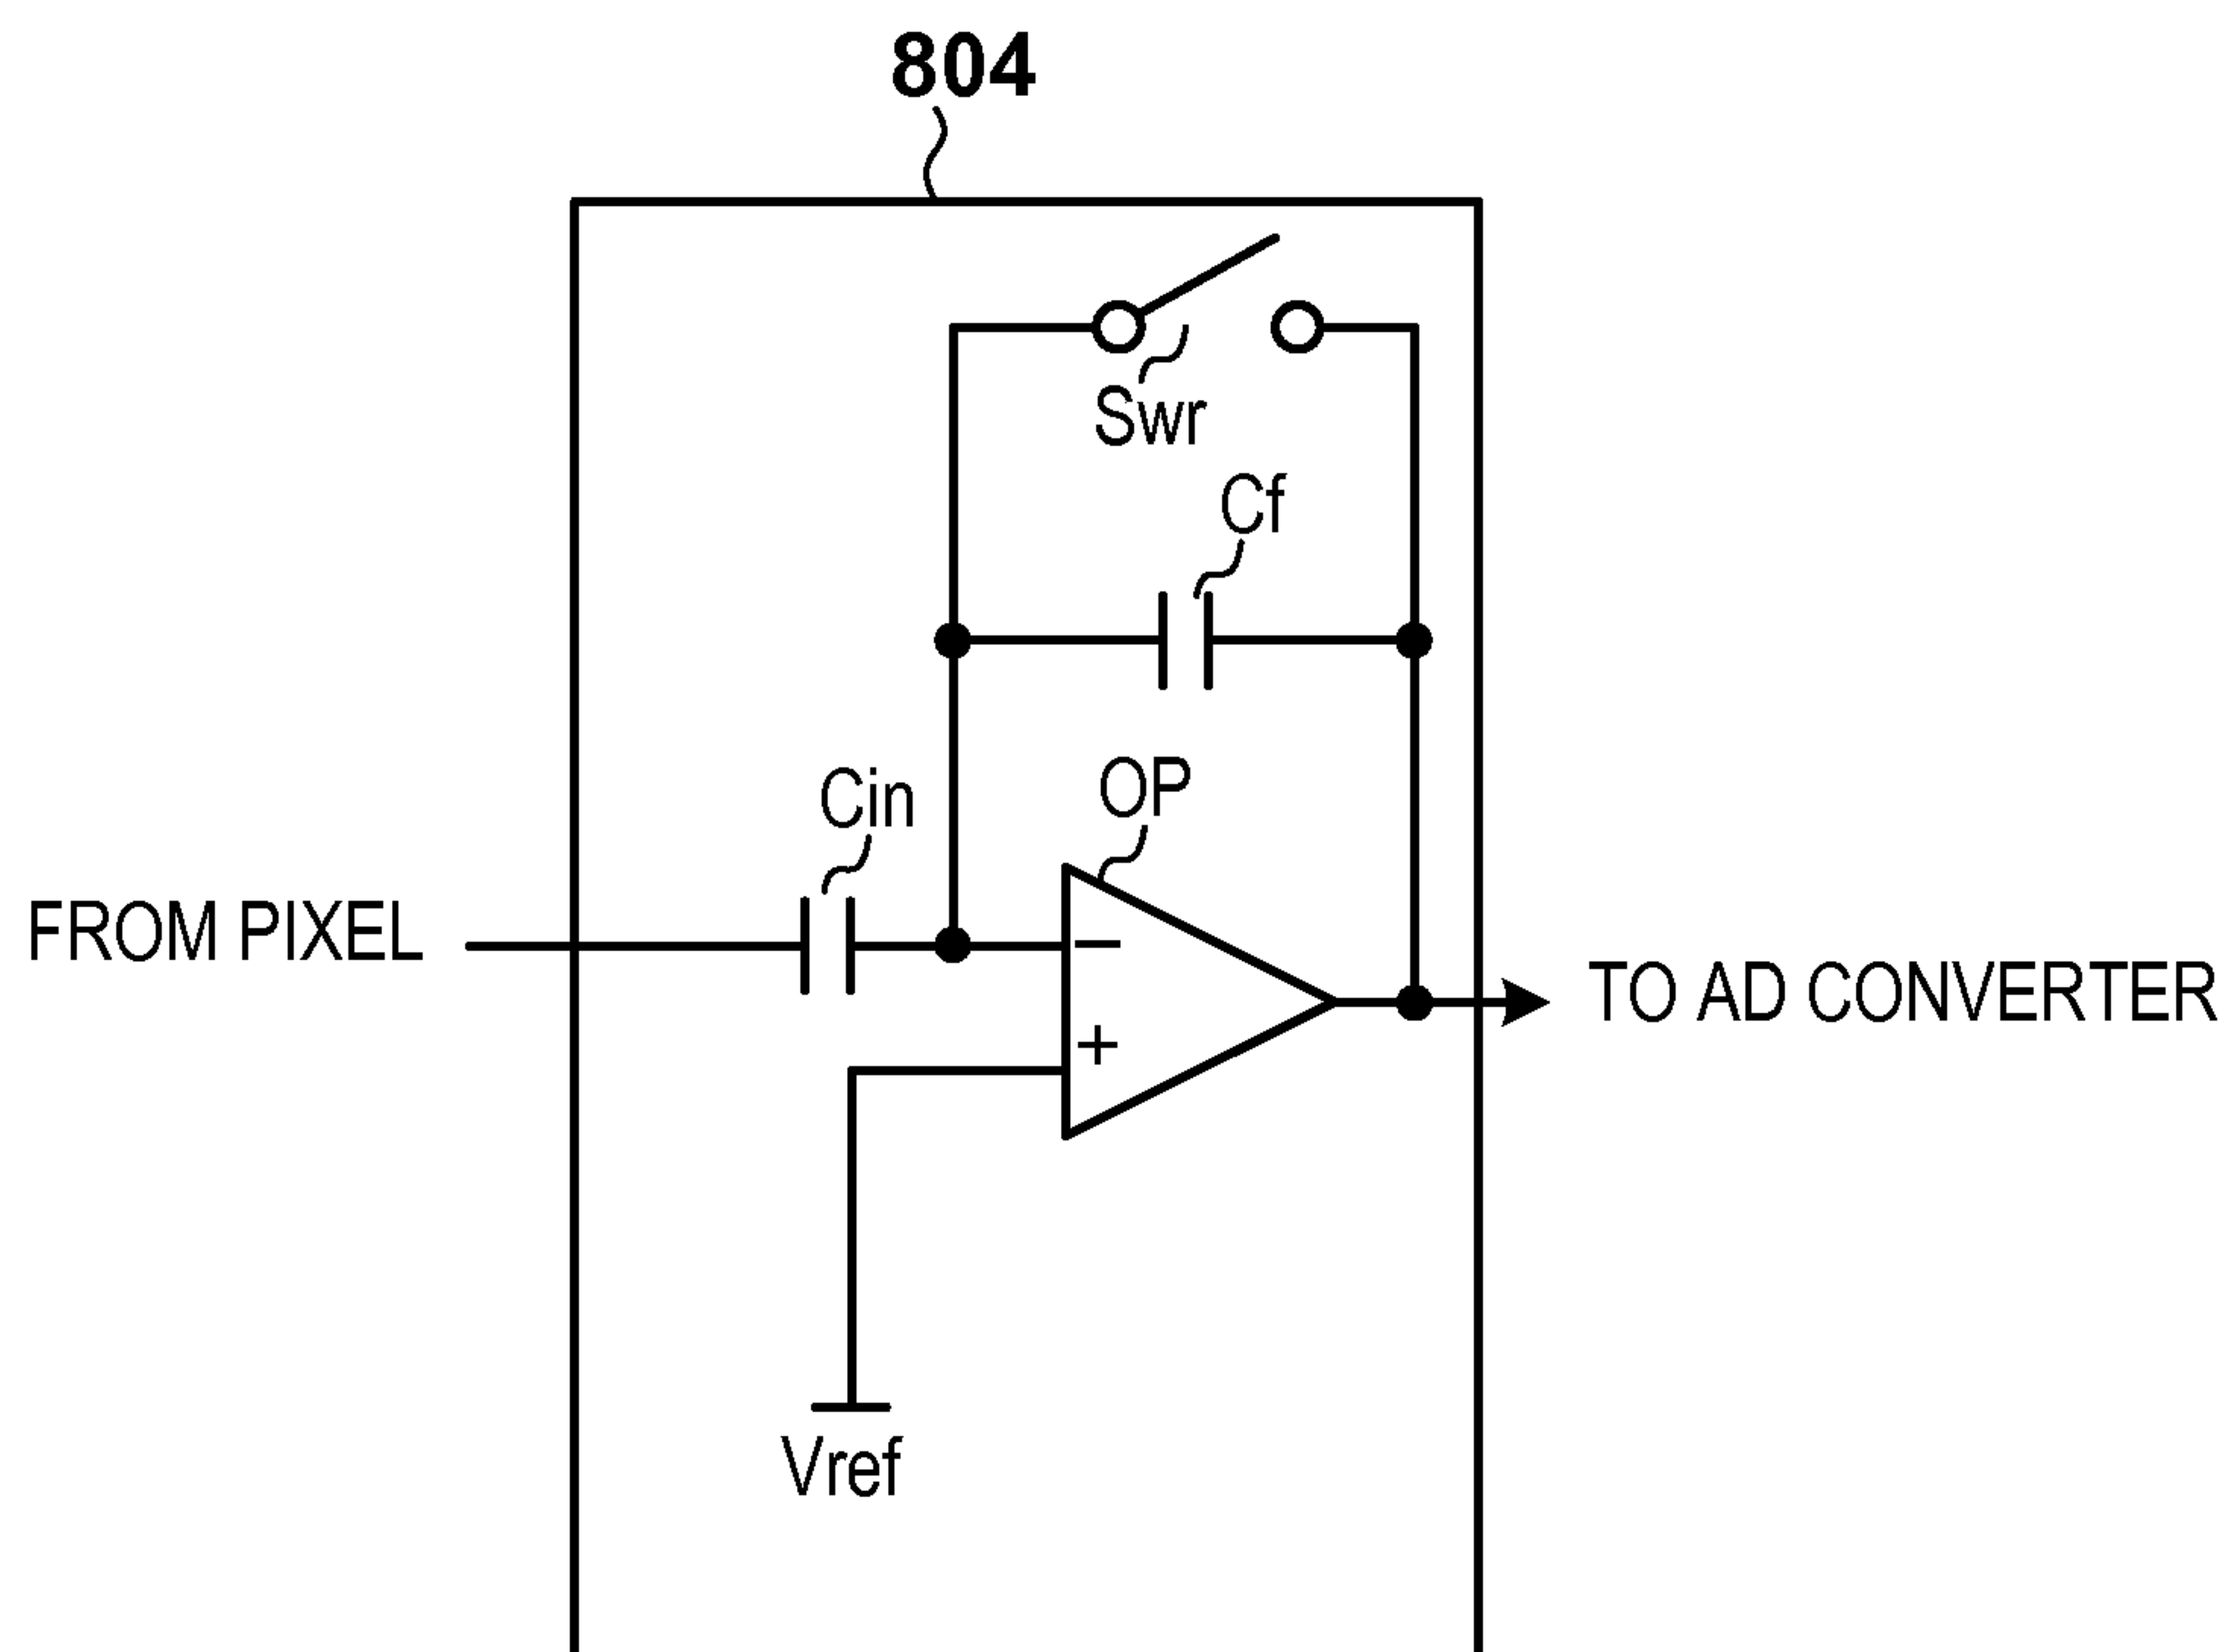 804
Swr
Cf
Cin
OP
−
FROM PIXEL
TO AD CONVERTER
+
Vref